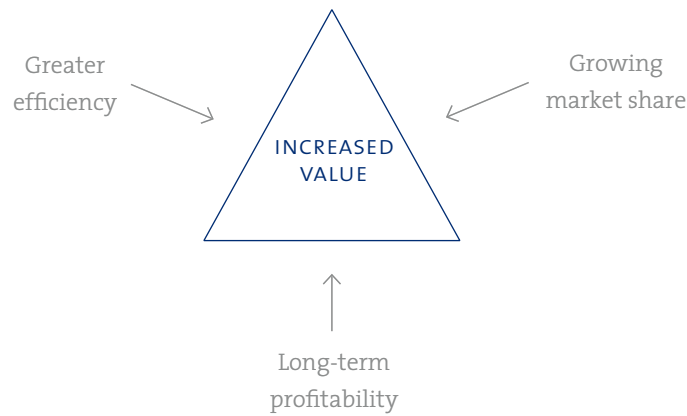 Greater
efficiency
Growing
market share
INCREASED
VALUE
Long-term
profitability